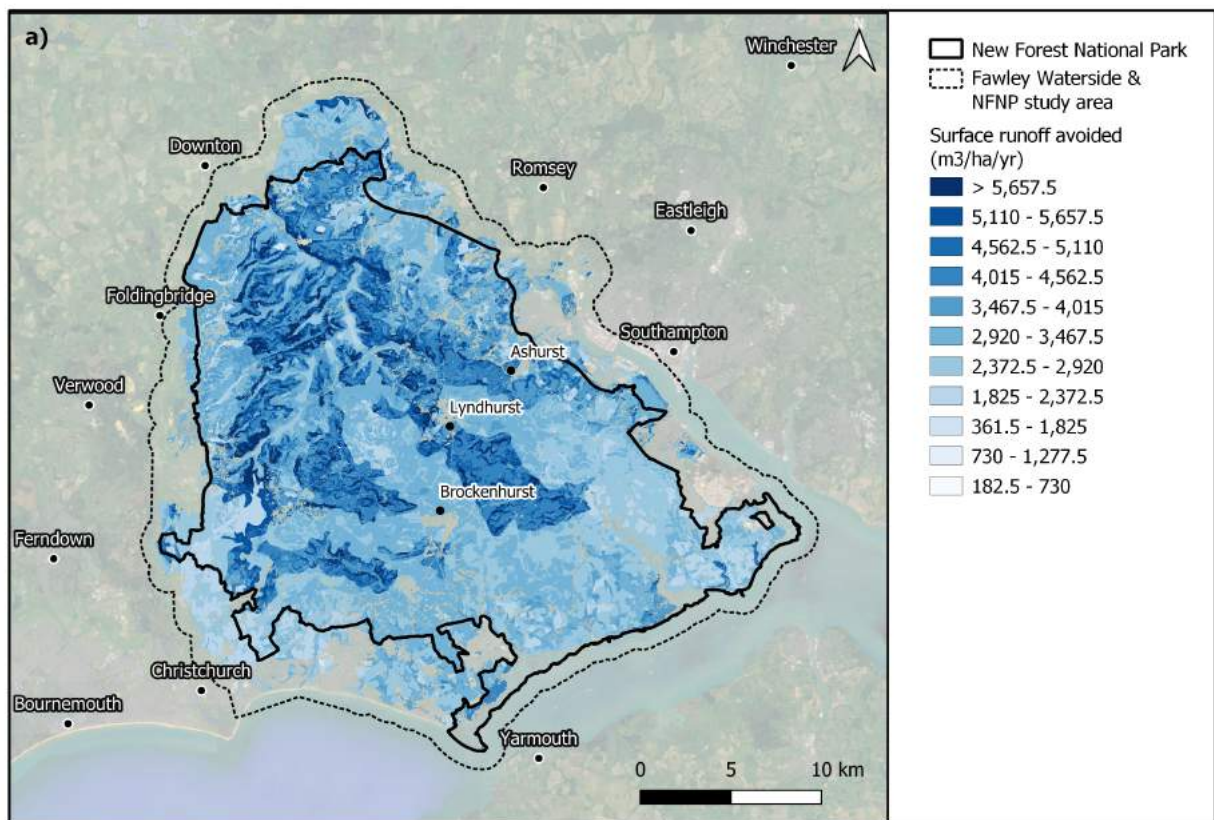 a)
N
Winchester
Downton
Romsey
Eastleigh
Foldingbridge
Southampton
Ashurst
Verwood
Lyndhurst
Brockenhurst
Ferndown
Christchurch
Bournemouth
Yarmouth
0 5 10 km
New Forest National Park
Fawley Waterside &
NFNP study area
Surface runoff avoided
(m3/ha/yr)
> 5,657.5
5,110 - 5,657.5
4,562.5 - 5,110
4,015 - 4,562.5
3,467.5 - 4,015
2,920 - 3,467.5
2,372.5 - 2,920
1,825 - 2,372.5
361.5 - 1,825
730 - 1,277.5
182.5 - 730